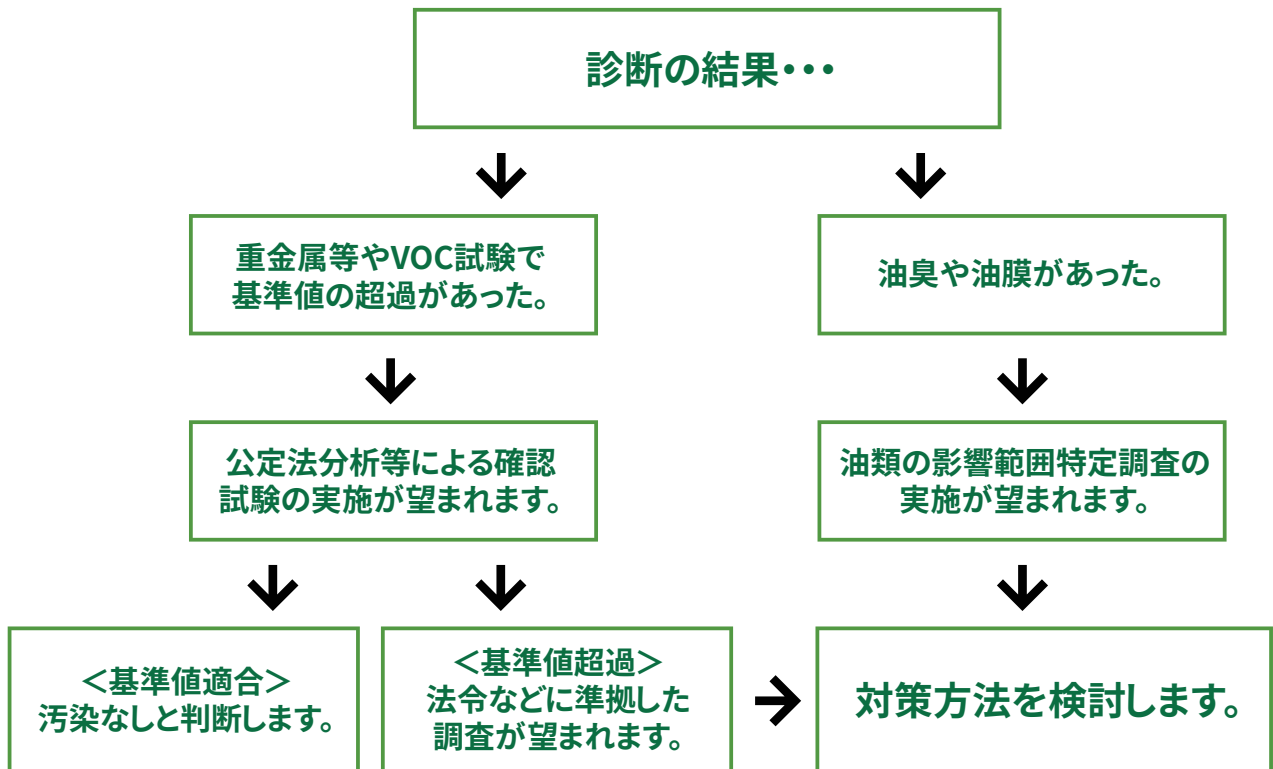 診断の結果・・・
重金属等やVOC試験で
基準値の超過があった。
油臭や油膜があった。
公定法分析等による確認
試験の実施が望まれます。
油類の影響範囲特定調査の
実施が望まれます。
＜基準値適合＞
汚染なしと判断します。
＜基準値超過＞
法令などに準拠した
調査が望まれます。
対策方法を検討します。